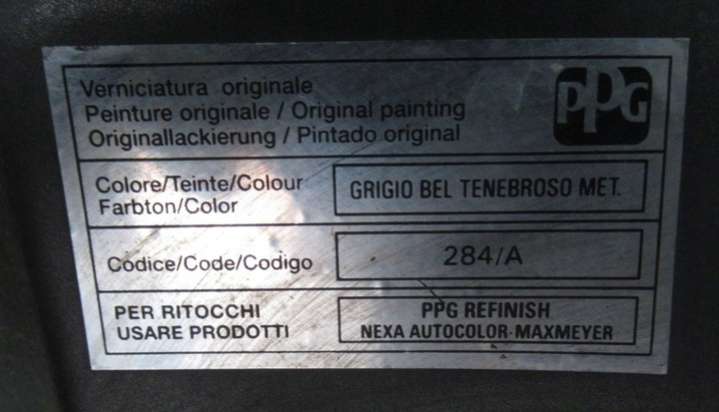 Verniciatura originale
Peinture originale / Original painting
Originallackierung / Pintado original
PPG
Colore/Teinte/Colour
Farbton/Color
GRIGIO BEL TENEBROSO MET.
Codice/Code/Codigo
284/A
PER RITOCCHI
USARE PRODOTTI
PPG REFINISH
NEXA AUTOCOLOR-MAXMEYER